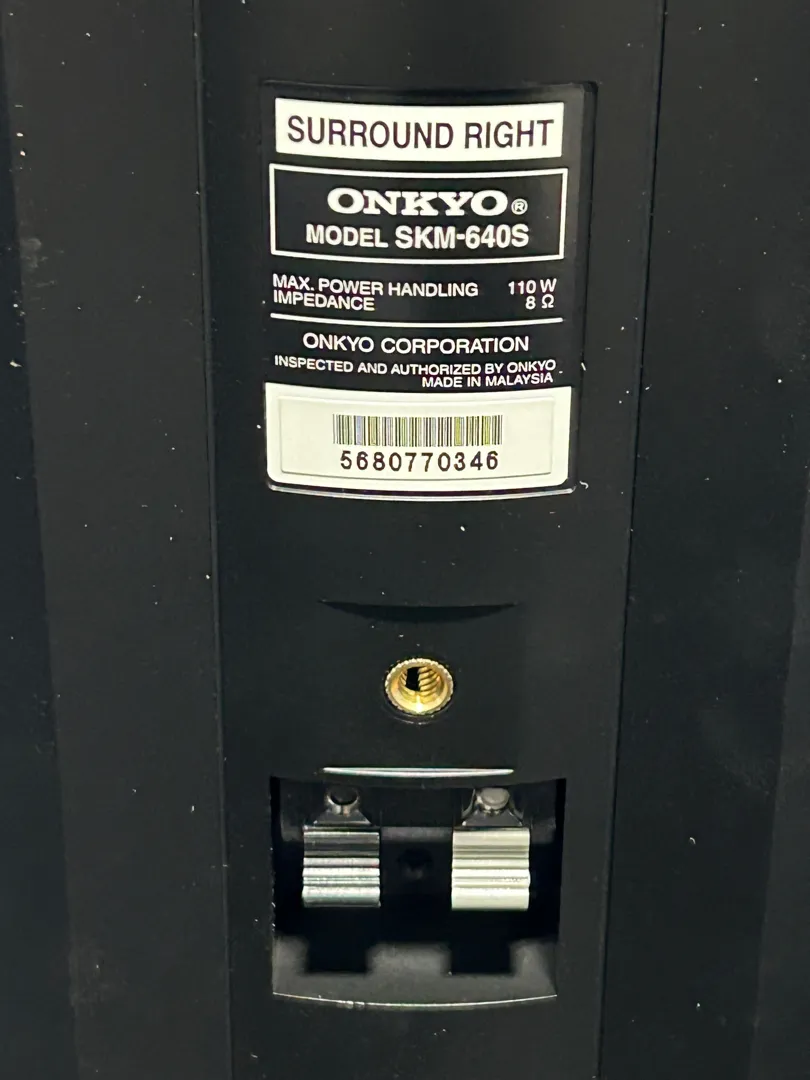 SURROUND RIGHT
ONKYO®
MODEL SKM-640S
MAX. POWER HANDLING 110 W
IMPEDANCE 8 Ω
ONKYO CORPORATION
INSPECTED AND AUTHORIZED BY ONKYO
MADE IN MALAYSIA
5680770346